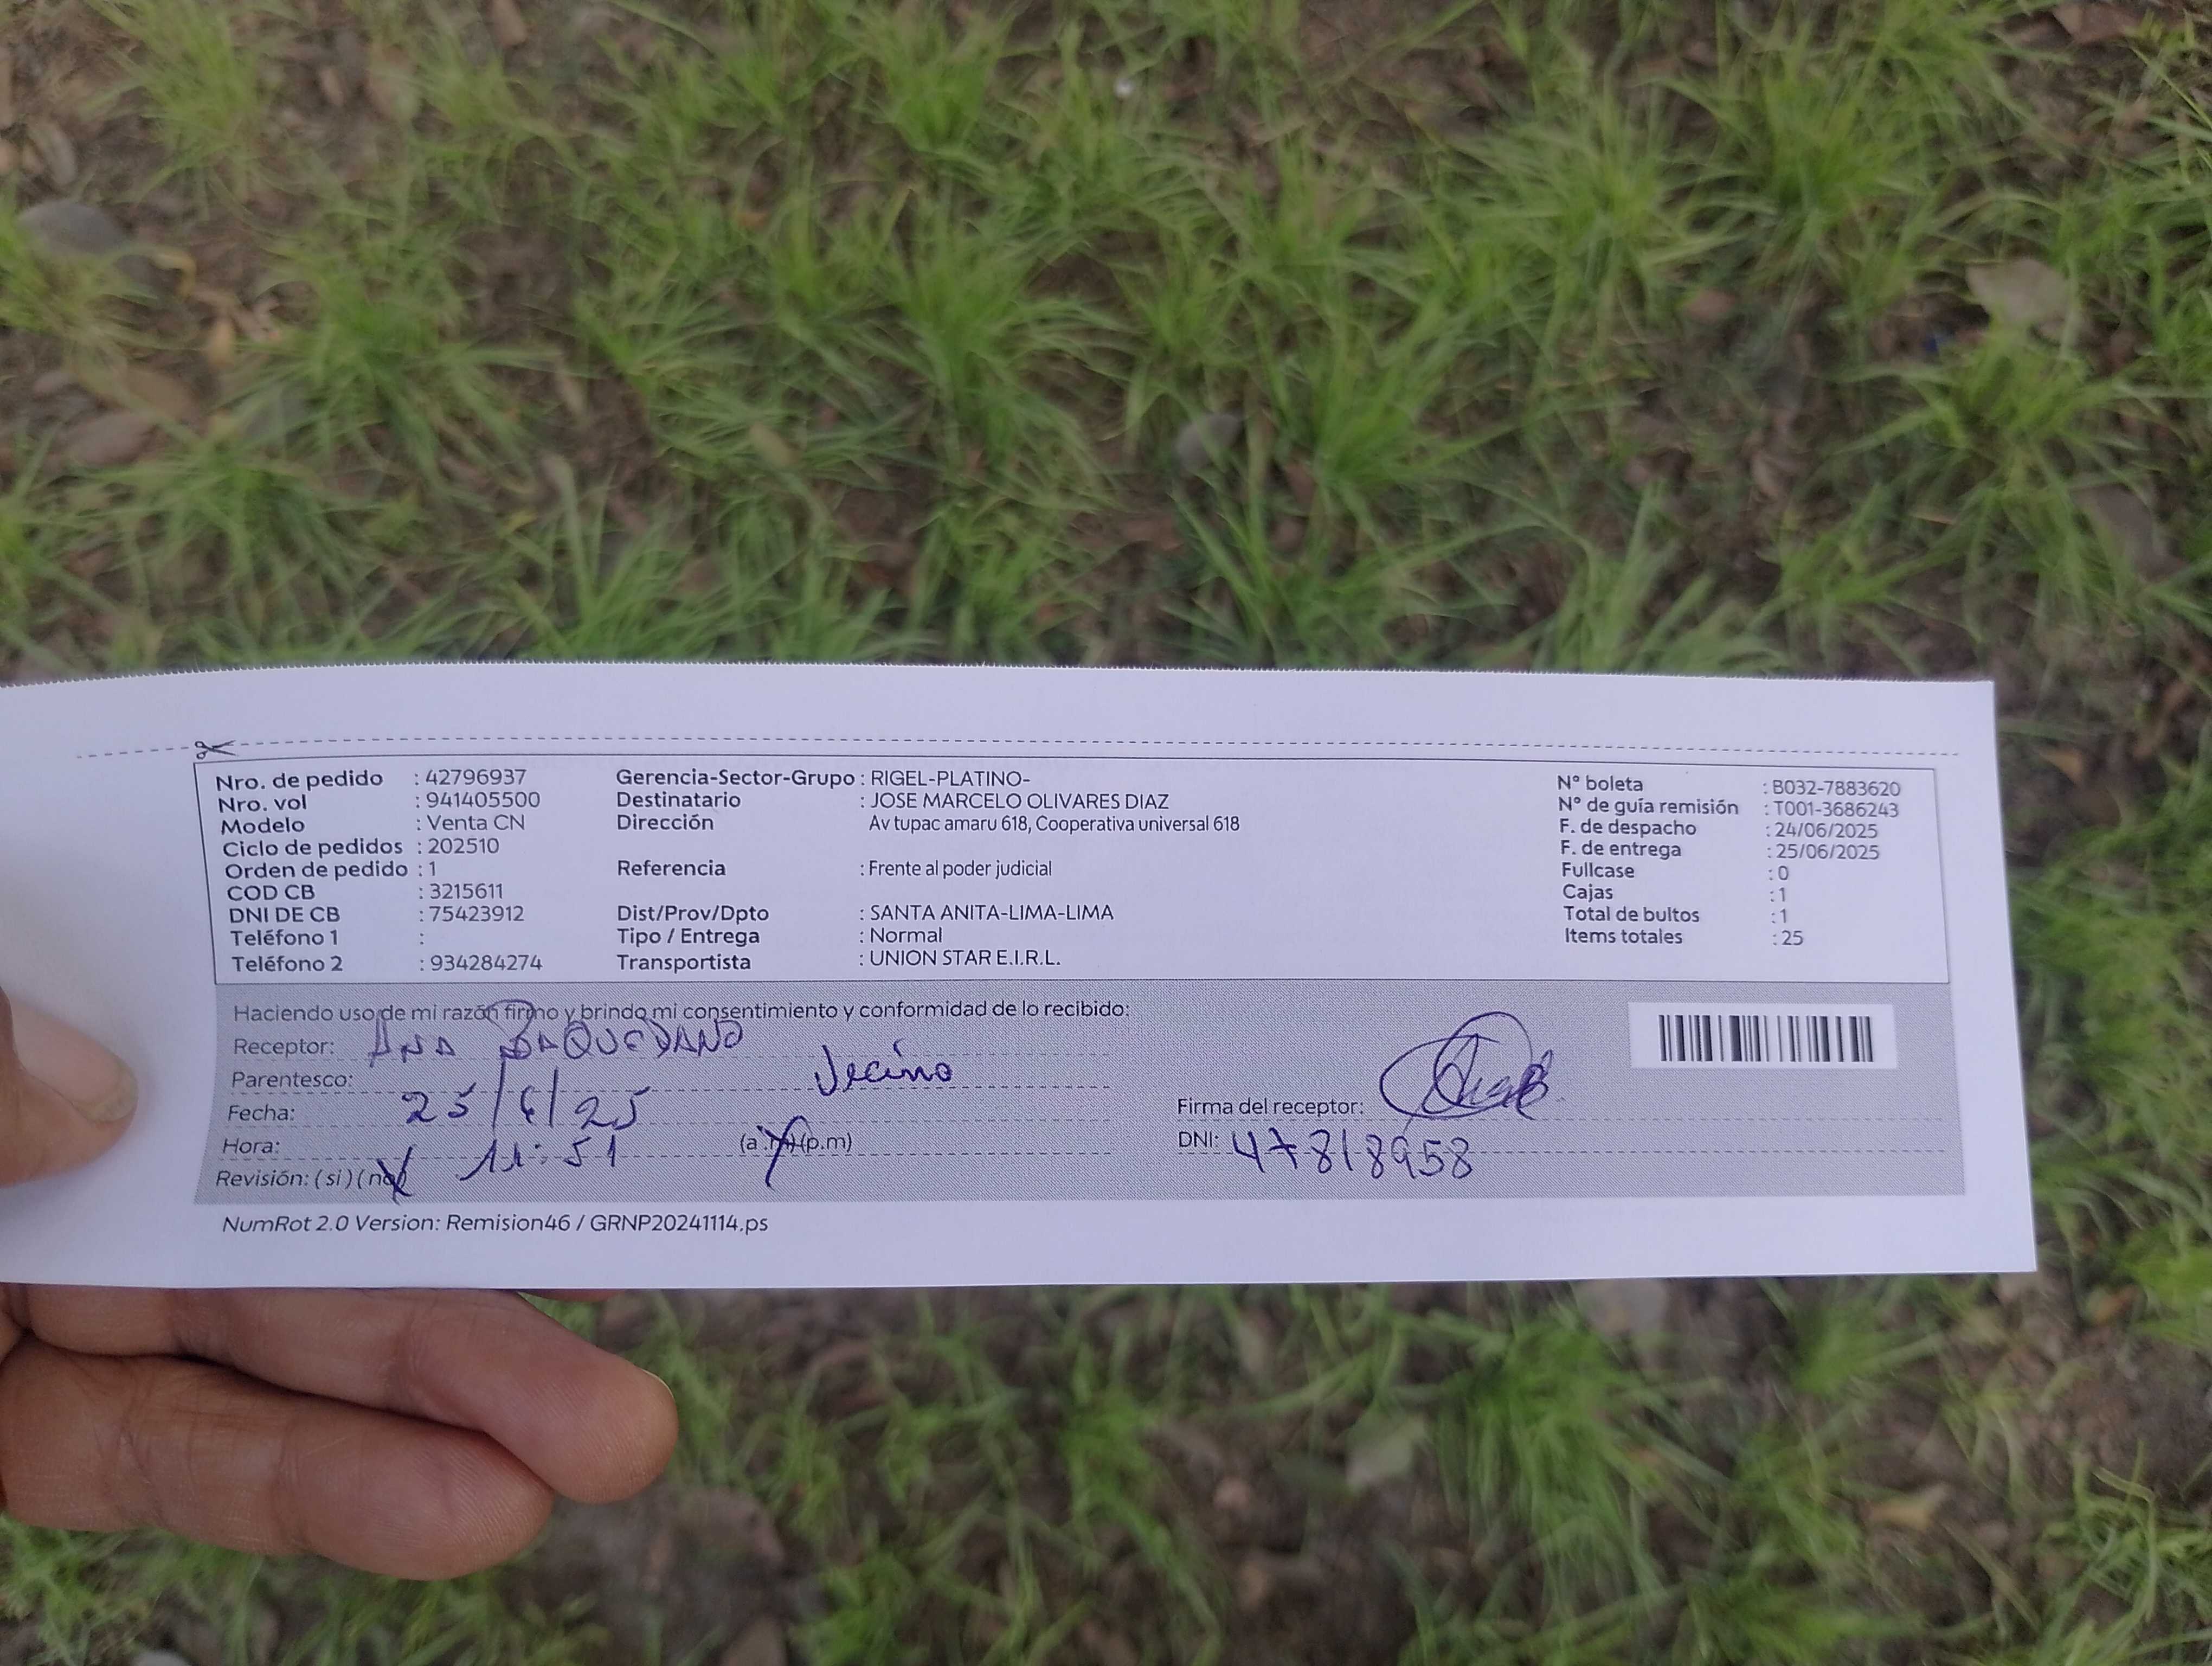 Nro. de pedido : 42796937
Nro. vol : 941405500
Modelo : Venta CN
Ciclo de pedidos : 202510
Orden de pedido : 1
COD CB : 3215611
DNI DE CB : 75423912
Teléfono 1 :
Teléfono 2 : 934284274
Gerencia-Sector-Grupo : RIGEL-PLATINO-
Destinatario : JOSE MARCELO OLIVARES DIAZ
Dirección Av tupac amaru 618, Cooperativa universal 618
Referencia : Frente al poder judicial
Dist/Prov/Dpto : SANTA ANITA-LIMA-LIMA
Tipo / Entrega : Normal
Transportista : UNION STAR E.I.R.L.
N° boleta : B032-7883620
N° de guía remisión : T001-3686243
F. de despacho : 24/06/2025
F. de entrega : 25/06/2025
Fullcase : 0
Cajas : 1
Total de bultos : 1
Items totales : 25
Haciendo uso de mi razón firmo y brindo mi consentimiento y conformidad de lo recibido:
Receptor: ANA BAQUEDANO
Parentesco: Vecino
Fecha: 25/6/25
Hora: 11:51 (a.m) (p.m)
Revisión: (si) (no)
Firma del receptor:
DNI: 47818958
NumRot 2.0 Version: Remision46 / GRNP20241114.ps